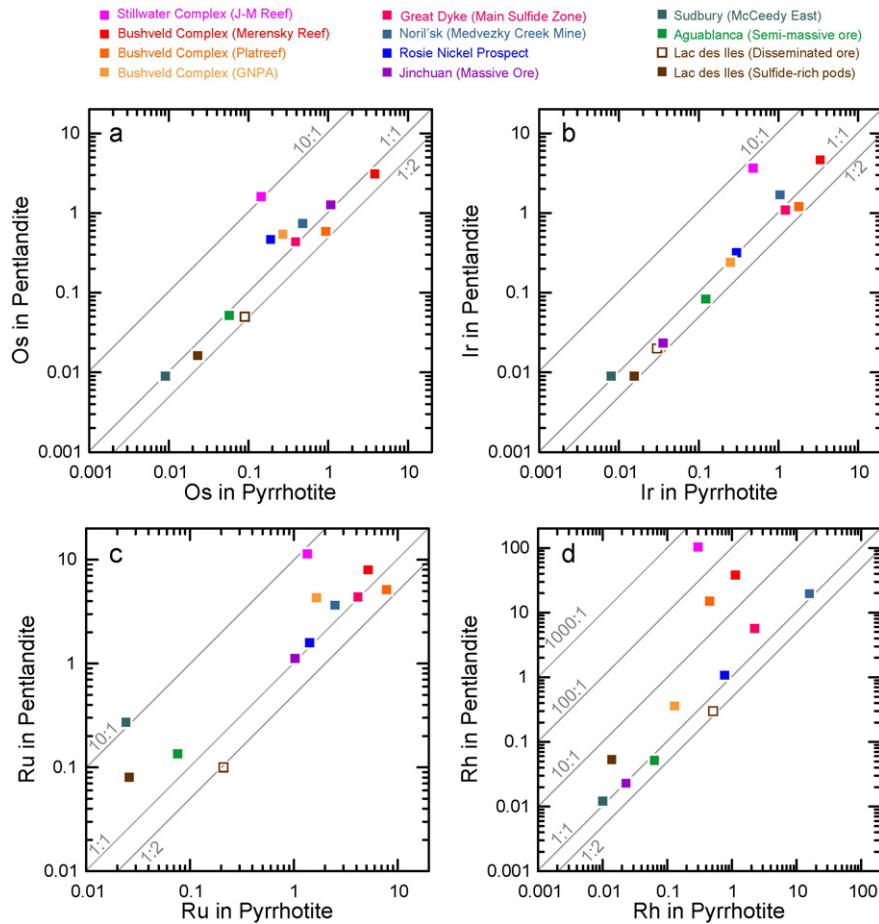 Stillwater Complex (J-M Reef)
Bushveld Complex (Merensky Reef)
Bushveld Complex (Platreef)
Bushveld Complex (GNPA)
Great Dyke (Main Sulfide Zone)
Noril'sk (Medvezky Creek Mine)
Rosie Nickel Prospect
Jinchuan (Massive Ore)
Sudbury (McCeedy East)
Aguablanca (Semi-massive ore)
Lac des Iles (Disseminated ore)
Lac des Iles (Sulfide-rich pods)
a
10:1
1:1
1:2
10
1
0.1
0.01
0.001
Os in Pentlandite
0.001 0.01 0.1 1 10
Os in Pyrrhotite
b
10:1
1:1
1:2
10
1
0.1
0.01
0.001
Ir in Pentlandite
0.001 0.01 0.1 1 10
Ir in Pyrrhotite
c
10:1
1:1
1:2
10
1
0.1
0.01
Ru in Pentlandite
0.01 0.1 1 10
Ru in Pyrrhotite
d
1000:1
100:1
10:1
1:1
1:2
100
10
1
0.1
0.01
0.001
Rh in Pentlandite
0.001 0.01 0.1 1 10 100
Rh in Pyrrhotite